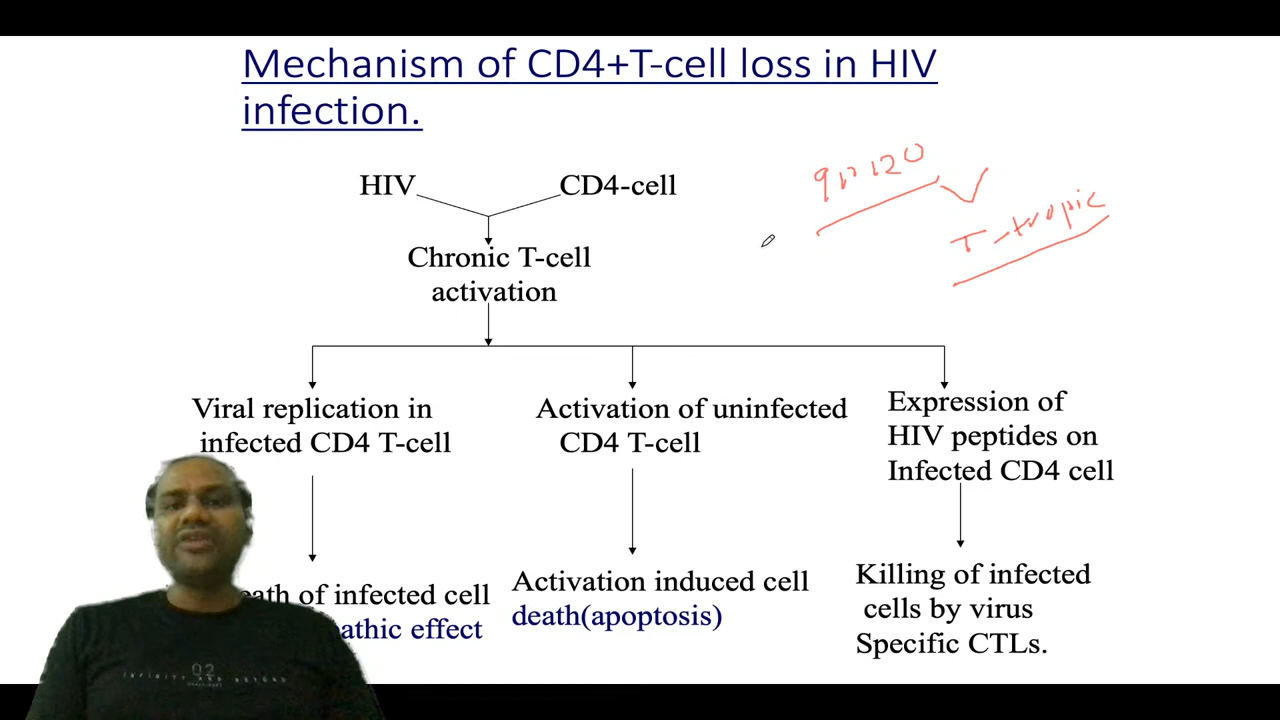 Mechanism of CD4+T-cell loss in HIV
infection.
gp120
T-tropic
HIV
CD4-cell
Chronic T-cell
activation
Viral replication in
infected CD4 T-cell
Activation of uninfected
CD4 T-cell
Expression of
HIV peptides on
Infected CD4 cell
of infected cell
effect
Activation induced cell
death(apoptosis)
Killing of infected
cells by virus
Specific CTLs.
02